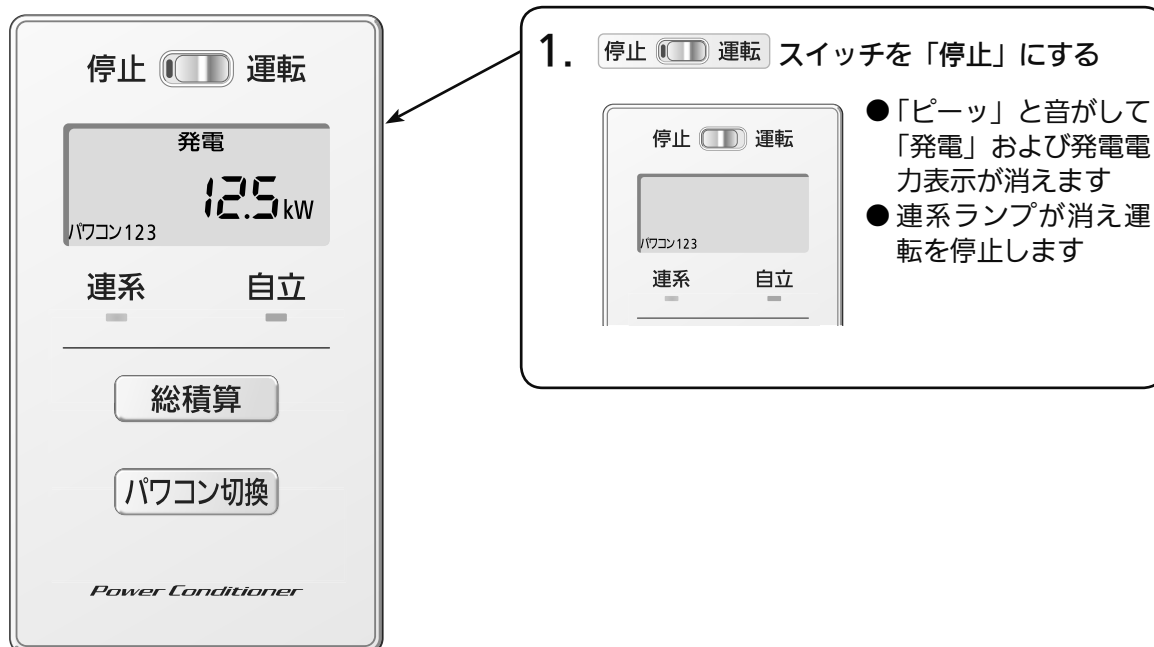 停止 運転
発電
12.5kW
パワコン123
連系 自立
総積算
パワコン切換
Power Conditioner
1. 停止 運転 スイッチを「停止」にする
停止 運転
パワコン123
連系 自立
●「ピーッ」と音がして
「発電」および発電電
力表示が消えます
●連系ランプが消え運
転を停止します